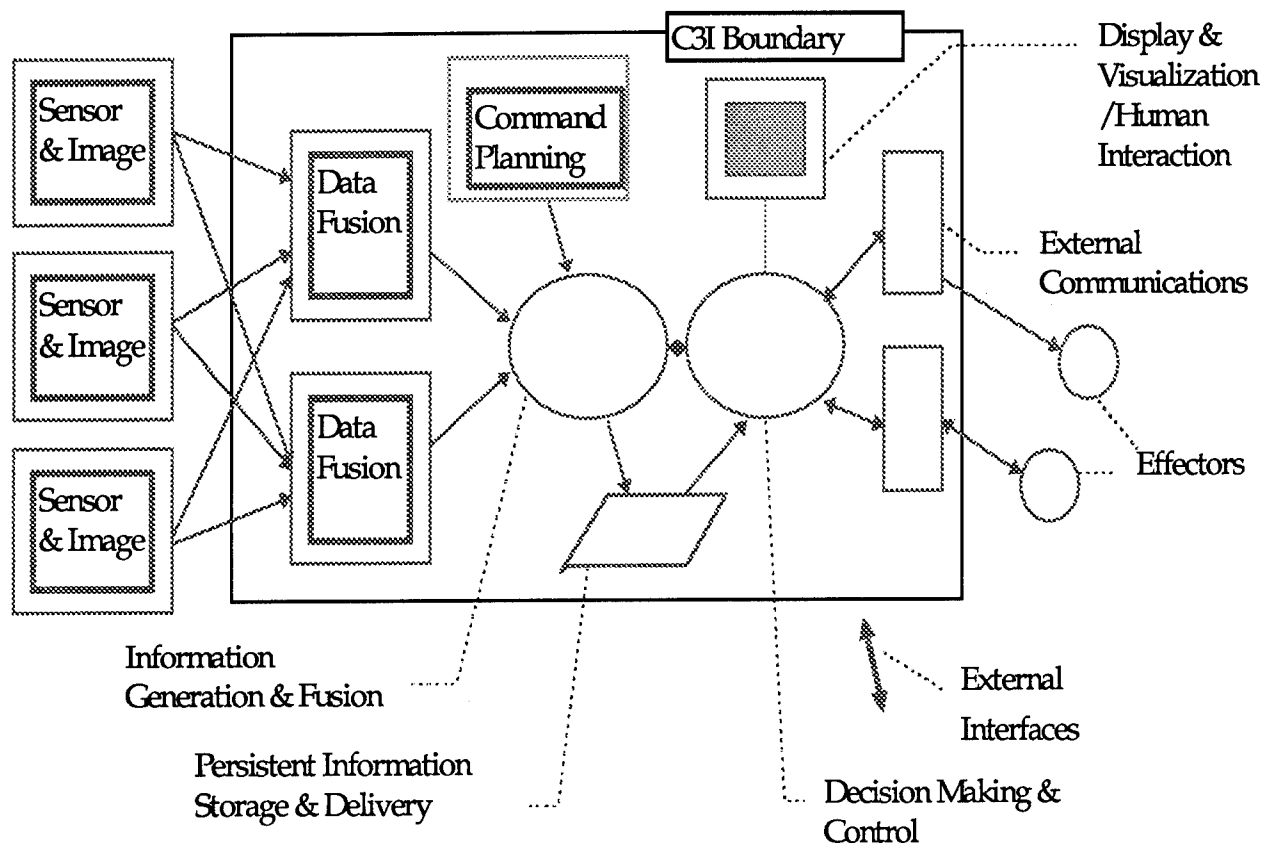 C3I Boundary
Display &
Visualization
/Human
Interaction
Sensor
& Image
Command
Planning
Data
Fusion
External
Communications
Sensor
& Image
Data
Fusion
Effectors
Sensor
& Image
Information
Generation & Fusion
External
Interfaces
Persistent Information
Storage & Delivery
Decision Making &
Control